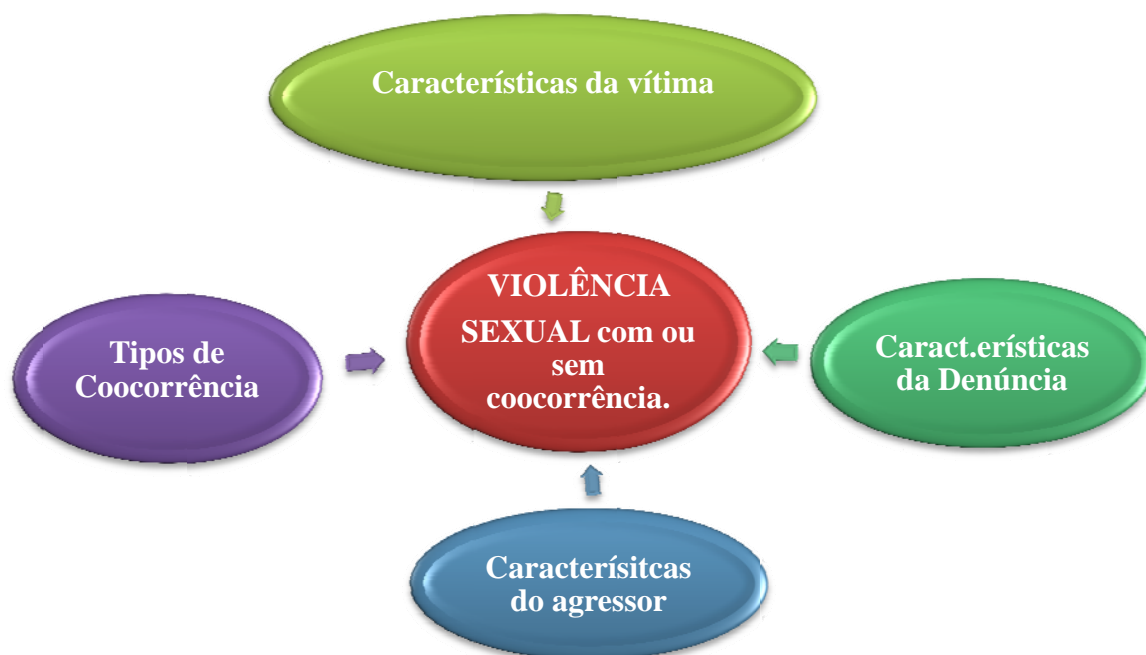 Características da vítima
VIOLÊNCIA
SEXUAL com ou
sem
coocorrência.
Tipos de
Coocorrência
Caract.erísticas
da Denúncia
Caracterísitcas
do agressor